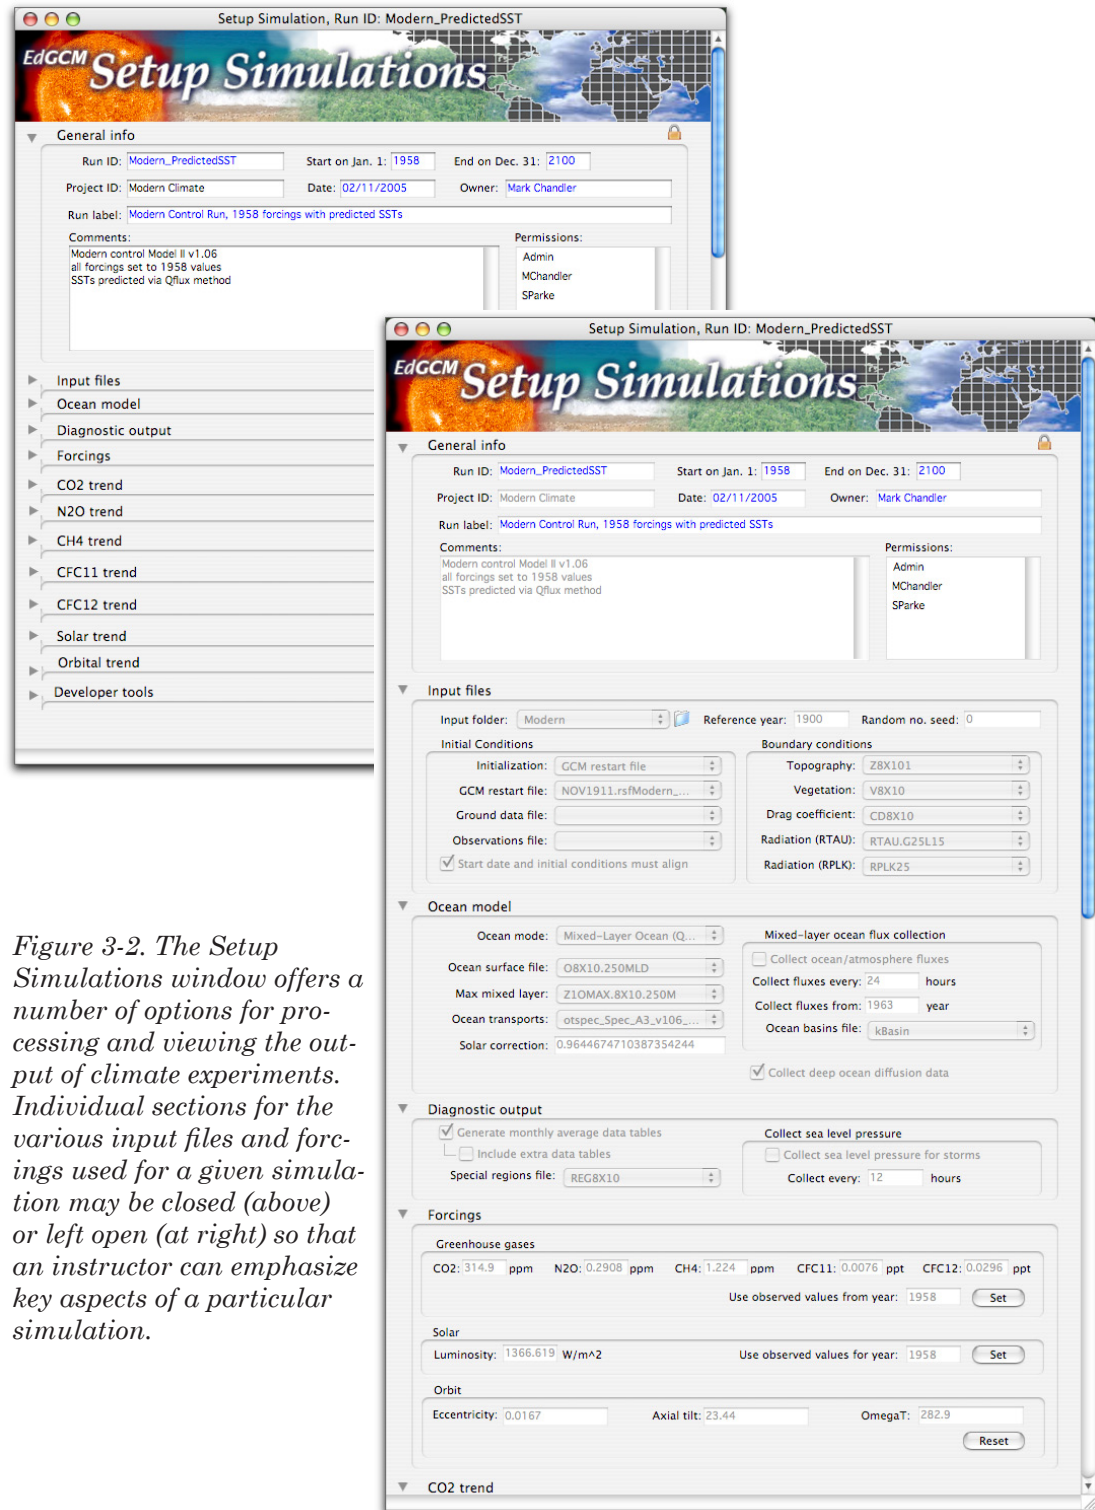 Setup Simulation, Run ID: Modern_PredictedSST
EdGCM Setup Simulations
General info
Run ID: Modern_PredictedSST Start on Jan. 1: 1958 End on Dec. 31: 2100
Project ID: Modern Climate Date: 02/11/2005 Owner: Mark Chandler
Run label: Modern Control Run, 1958 forcings with predicted SSTs
Comments: Permissions:
Modern control Model II v1.06
all forcings set to 1958 values
SSTs predicted via Qflux method
Admin
MChandler
SParke
Input files
Ocean model
Diagnostic output
Forcings
CO2 trend
N2O trend
CH4 trend
CFC11 trend
CFC12 trend
Solar trend
Orbital trend
Developer tools
Setup Simulation, Run ID: Modern_PredictedSST
EdGCM Setup Simulations
General info
Run ID: Modern_PredictedSST Start on Jan. 1: 1958 End on Dec. 31: 2100
Project ID: Modern Climate Date: 02/11/2005 Owner: Mark Chandler
Run label: Modern Control Run, 1958 forcings with predicted SSTs
Comments: Permissions:
Modern control Model II v1.06
all forcings set to 1958 values
SSTs predicted via Qflux method
Admin
MChandler
SParke
Input files
Input folder: Modern Reference year: 1900 Random no. seed: 0
Initial Conditions
Initialization: GCM restart file
GCM restart file: NOV1911.rsfModern_...
Ground data file:
Observations file:
Start date and initial conditions must align
Boundary conditions
Topography: Z8X101
Vegetation: V8X10
Drag coefficient: CD8X10
Radiation (RTAU): RTAU.G25L15
Radiation (RPLK): RPLK25
Ocean model
Ocean mode: Mixed-Layer Ocean (Q...
Ocean surface file: O8X10.250MLD
Max mixed layer: Z1OMAX.8X10.250M
Ocean transports: otspec_Spec_A3_v106_...
Solar correction: 0.9644674710387354244
Mixed-layer ocean flux collection
Collect ocean/atmosphere fluxes
Collect fluxes every: 24 hours
Collect fluxes from: 1963 year
Ocean basins file: kBasin
Collect deep ocean diffusion data
Diagnostic output
Generate monthly average data tables
Include extra data tables
Special regions file: REG8X10
Collect sea level pressure
Collect sea level pressure for storms
Collect every: 12 hours
Forcings
Greenhouse gases
CO2: 314.9 ppm N2O: 0.2908 ppm CH4: 1.224 ppm CFC11: 0.0076 ppt CFC12: 0.0296 ppt
Use observed values from year: 1958 Set
Solar
Luminosity: 1366.619 W/m^2 Use observed values for year: 1958 Set
Orbit
Eccentricity: 0.0167 Axial tilt: 23.44 OmegaT: 282.9
Reset
CO2 trend
Figure 3-2. The Setup
Simulations window offers a
number of options for pro-
cessing and viewing the out-
put of climate experiments.
Individual sections for the
various input files and forc-
ings used for a given simula-
tion may be closed (above)
or left open (at right) so that
an instructor can emphasize
key aspects of a particular
simulation.